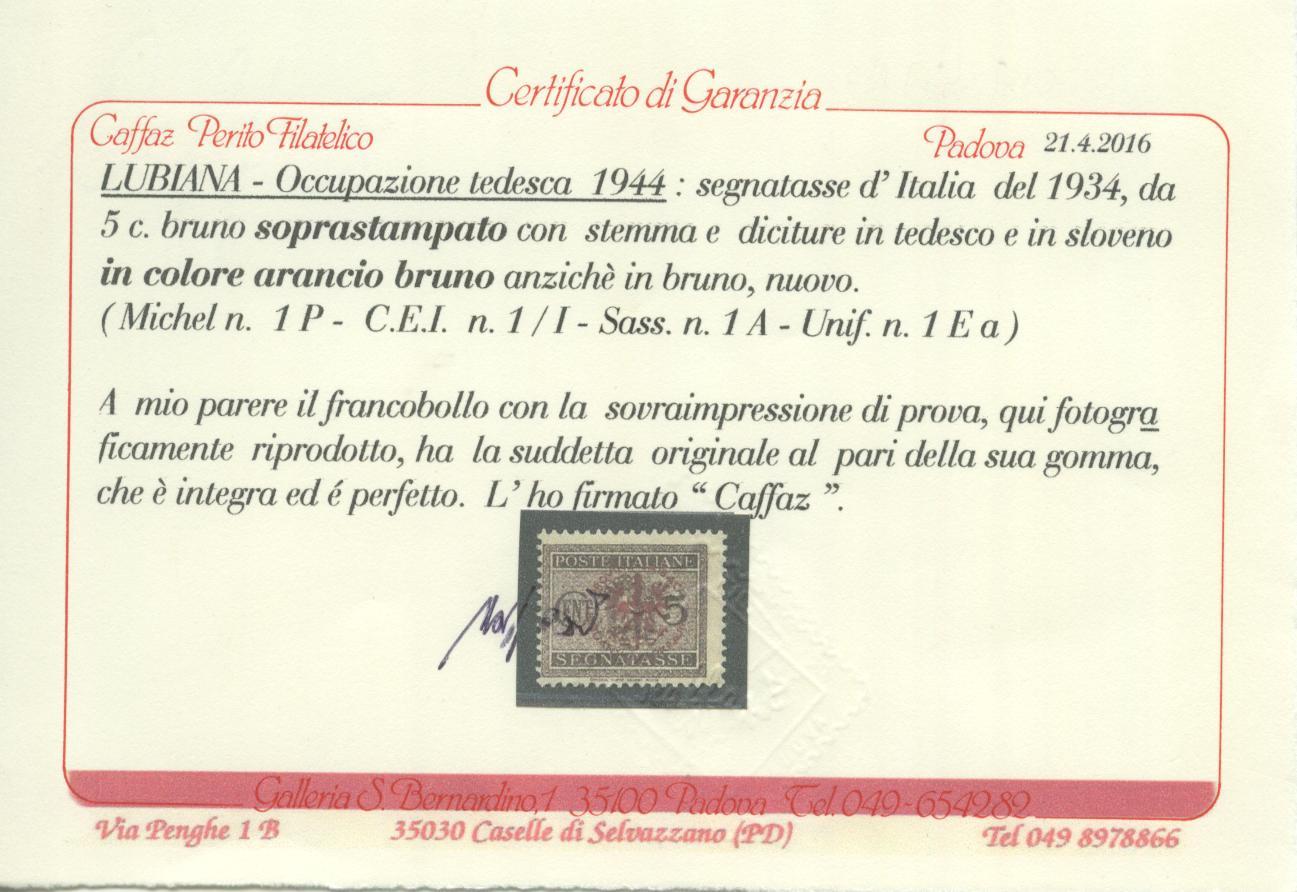 Certificato di Garanzia
Caffaz Perito Filatelico
Padova 21.4.2016
LUBIANA - Occupazione tedesca 1944 : segnatasse d' Italia del 1934, da
5 c. bruno soprastampato con stemma e diciture in tedesco e in sloveno
in colore arancio bruno anzichè in bruno, nuovo.
( Michel n. 1 P - C.E.I. n. 1 / I - Sass. n. 1 A - Unif. n. 1 E a )
A mio parere il francobollo con la sovraimpressione di prova, qui fotogra
ficamente riprodotto, ha la suddetta originale al pari della sua gomma,
che è integra ed é perfetto. L' ho firmato “ Caffaz ”.
POSTE ITALIANE
CENT 5
SEGNATASSE
Galleria S. Bernardino,1 35100 Padova Tel. 049-654282
Via Penghe 1 B 35030 Caselle di Selvazzano (PD) Tel 049 8978866